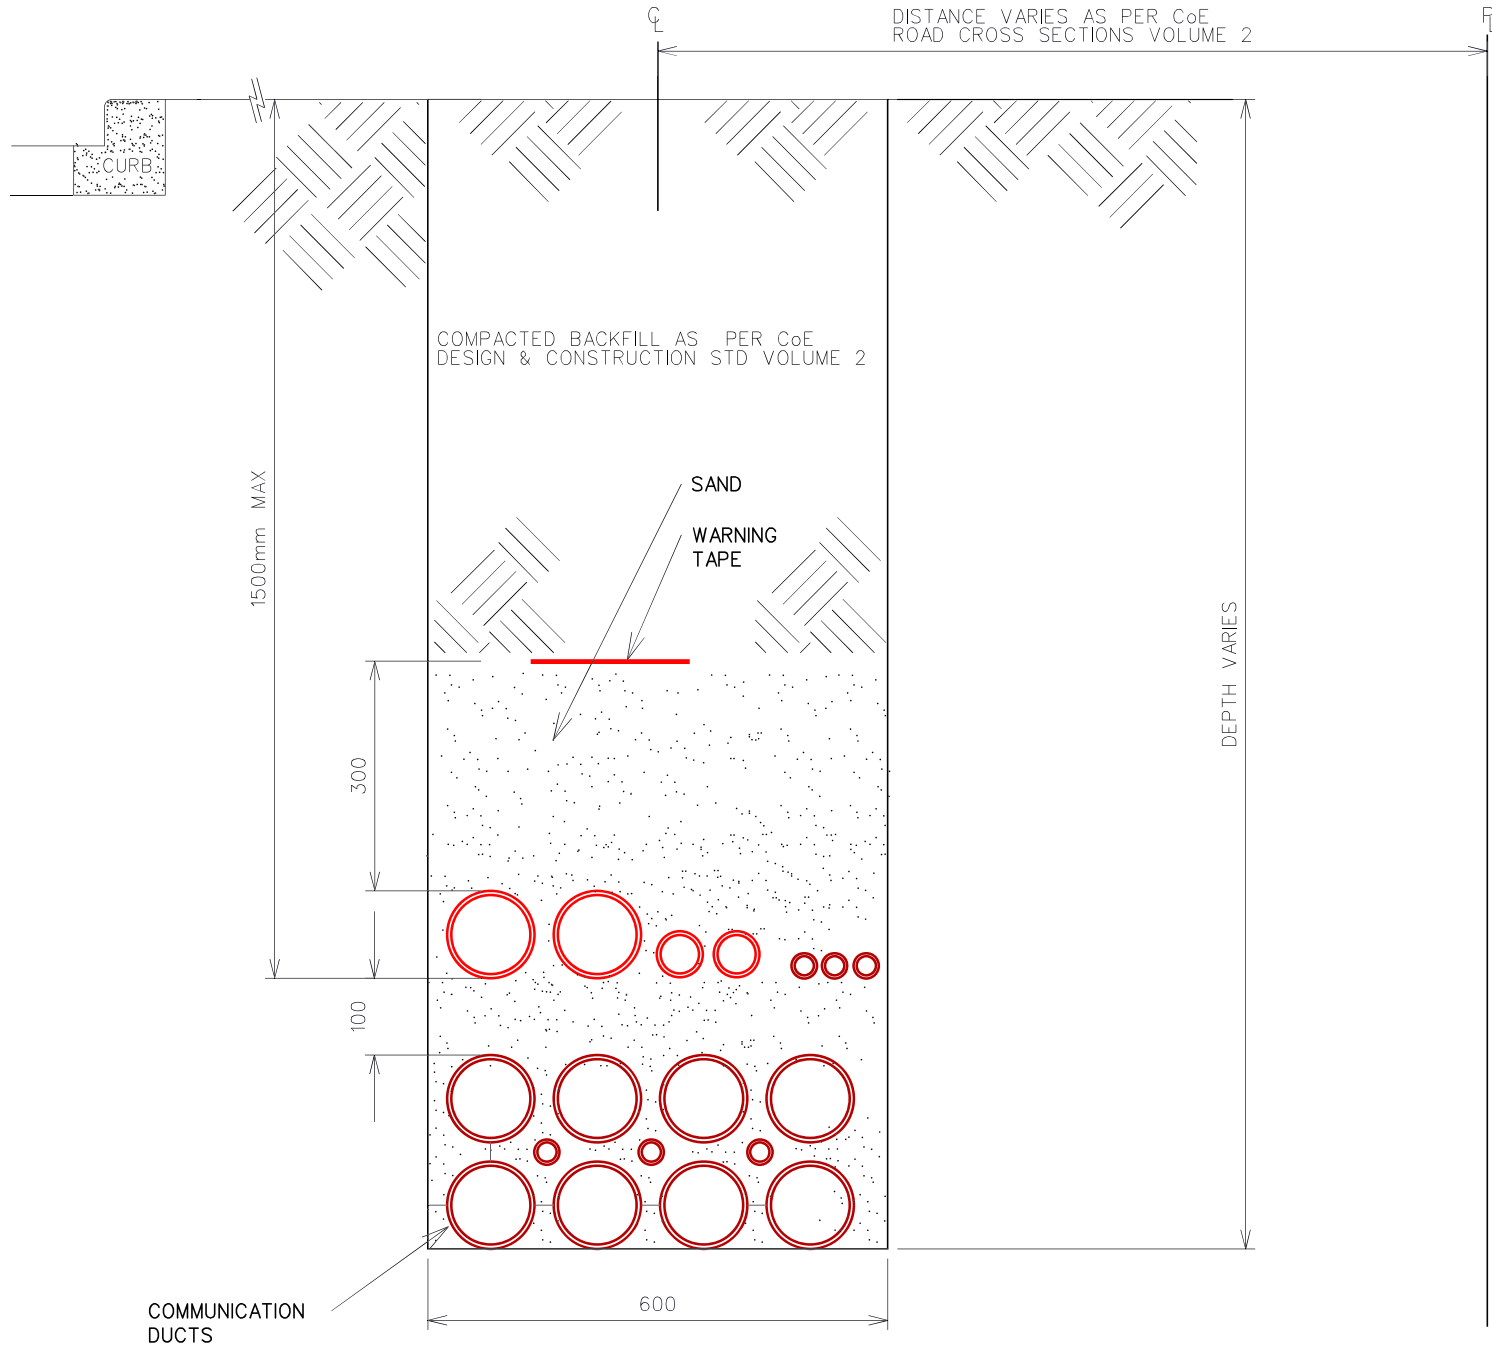 ℄
DISTANCE VARIES AS PER CoE
ROAD CROSS SECTIONS VOLUME 2
CURB
COMPACTED BACKFILL AS PER CoE
DESIGN & CONSTRUCTION STD VOLUME 2
SAND
WARNING
TAPE
1500mm MAX
DEPTH VARIES
300
100
600
COMMUNICATION
DUCTS